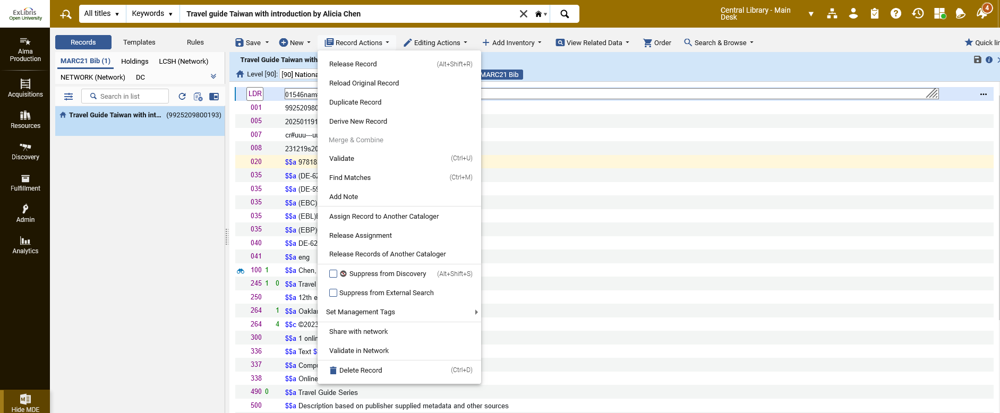 ExLibris
Open University
All titles
Keywords
Travel guide Taiwan with introduction by Alicia Chen
Central Library - Main
Desk
4
Alma
Production
Acquisitions
Resources
Discovery
Fulfillment
Admin
Analytics
Hide MDE
Records
Templates
Rules
MARC21 Bib (1)
Holdings
LCSH (Network)
NETWORK (Network)
DC
Search in list
Travel Guide Taiwan with int... (9925209800193)
Save
New
Record Actions
Editing Actions
Add Inventory
View Related Data
Order
Search & Browse
Quick lin
Travel Guide Taiwan with
Level [90]: [90] Nationa
MARC21 Bib
Release Record (Alt+Shift+R)
Reload Original Record
Duplicate Record
Derive New Record
Merge & Combine
Validate (Ctrl+U)
Find Matches (Ctrl+M)
Add Note
Assign Record to Another Cataloger
Release Assignment
Release Records of Another Cataloger
Suppress from Discovery (Alt+Shift+S)
Suppress from External Search
Set Management Tags
Share with network
Validate in Network
Delete Record (Ctrl+D)
LDR 01546nam
001 992520980
005 202501191
007 cr#uuu---uu
008 231219s20
020 $$a 97818
035 $$a (DE-62
035 $$a (DE-59
035 $$a (EBC)
035 $$a (EBL)
035 $$a (EBP)
040 $$a DE-62
041 $$a eng
100 1 $$a Chen,
245 1 0 $$a Travel
250 $$a 12th e
264 1 $$a Oaklan
264 4 $$c ©2023
300 $$a 1 onlin
336 $$a Text $
337 $$a Compu
338 $$a Online
490 0 $$a Travel Guide Series
500 $$a Description based on publisher supplied metadata and other sources